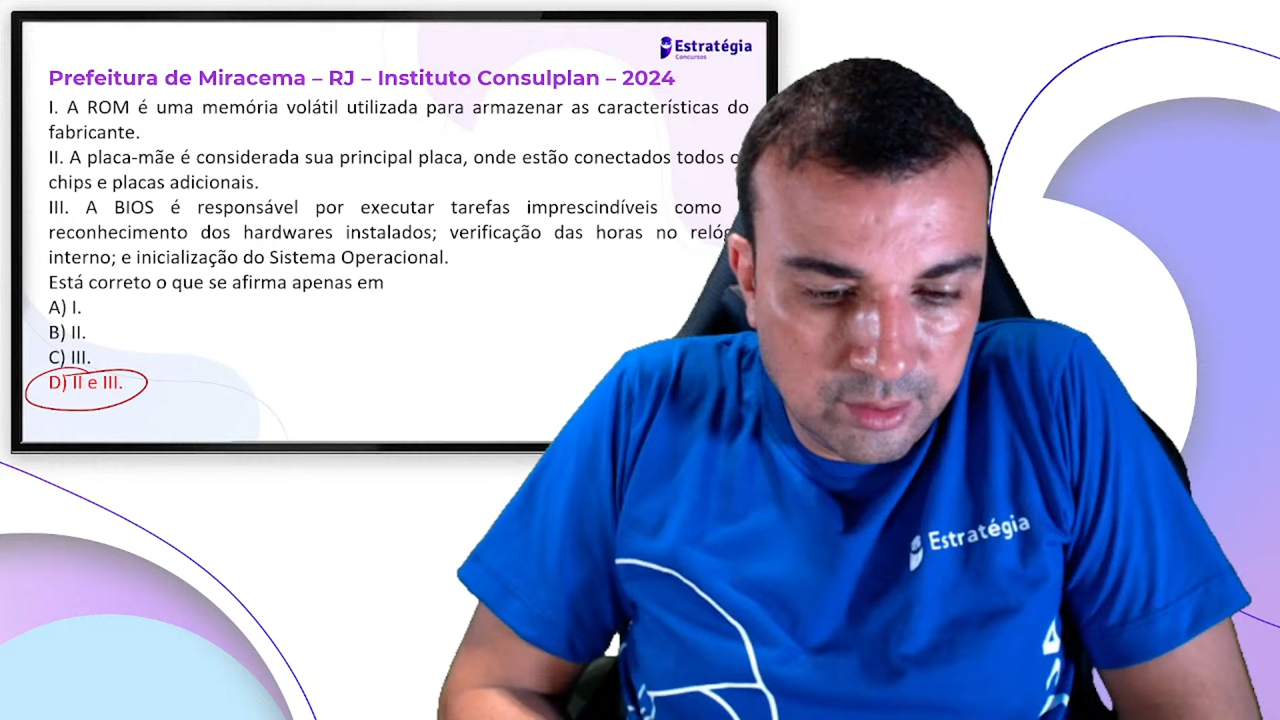 Estratégia
Concursos
Prefeitura de Miracema – RJ – Instituto Consulplan – 2024
I. A ROM é uma memória volátil utilizada para armazenar as características do
fabricante.
II. A placa-mãe é considerada sua principal placa, onde estão conectados todos
chips e placas adicionais.
III. A BIOS é responsável por executar tarefas imprescindíveis como
reconhecimento dos hardwares instalados; verificação das horas no
interno; e inicialização do Sistema Operacional.
Está correto o que se afirma apenas em
A) I.
B) II.
C) III.
D) II e III.
Estratégia